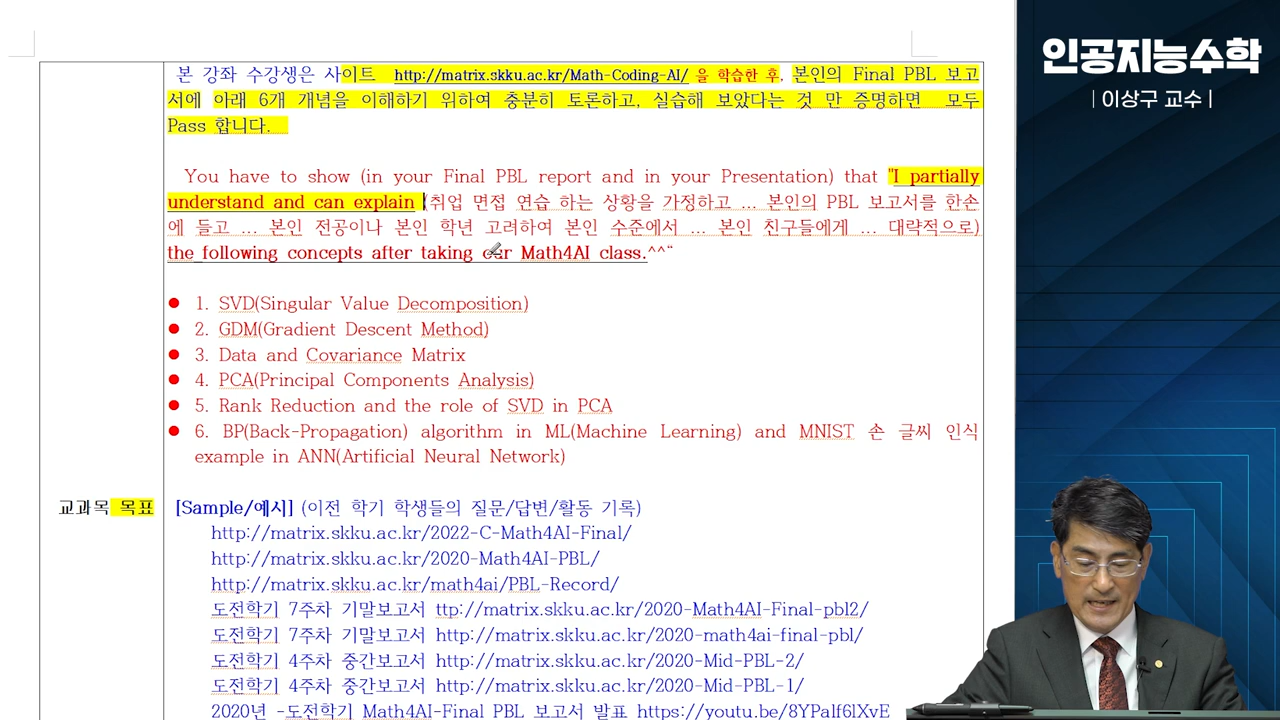 본 강좌 수강생은 사이트 http://matrix.skku.ac.kr/Math-Coding-AI/ 을 학습한 후, 본인의 Final PBL 보고
서에 아래 6개 개념을 이해하기 위하여 충분히 토론하고, 실습해 보았다는 것 만 증명하면 모두
Pass 합니다.
You have to show (in your Final PBL report and in your Presentation) that "I partially
understand and can explain (취업 면접 연습 하는 상황을 가정하고 ... 본인의 PBL 보고서를 한손
에 들고 ... 본인 전공이나 본인 학년 고려하여 본인 수준에서 ... 본인 친구들에게 ... 대략적으로)
the following concepts after taking our Math4AI class.^^"
● 1. SVD(Singular Value Decomposition)
● 2. GDM(Gradient Descent Method)
● 3. Data and Covariance Matrix
● 4. PCA(Principal Components Analysis)
● 5. Rank Reduction and the role of SVD in PCA
● 6. BP(Back-Propagation) algorithm in ML(Machine Learning) and MNIST 손 글씨 인식
example in ANN(Artificial Neural Network)
교과목 목표
[Sample/예시] (이전 학기 학생들의 질문/답변/활동 기록)
http://matrix.skku.ac.kr/2022-C-Math4AI-Final/
http://matrix.skku.ac.kr/2020-Math4AI-PBL/
http://matrix.skku.ac.kr/math4ai/PBL-Record/
도전학기 7주차 기말보고서 ttp://matrix.skku.ac.kr/2020-Math4AI-Final-pbl2/
도전학기 7주차 기말보고서 http://matrix.skku.ac.kr/2020-math4ai-final-pbl/
도전학기 4주차 중간보고서 http://matrix.skku.ac.kr/2020-Mid-PBL-2/
도전학기 4주차 중간보고서 http://matrix.skku.ac.kr/2020-Mid-PBL-1/
2020년 -도전학기 Math4AI-Final PBL 보고서 발표 https://youtu.be/8YPaIf6lXvE
인공지능수학
| 이상구 교수 |